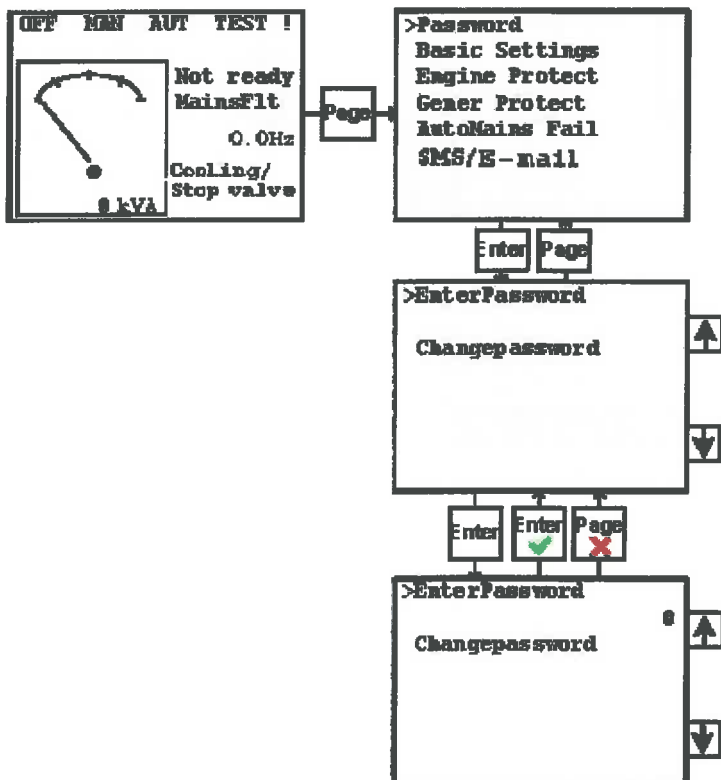 OFF MAN AUT TEST !
Not ready
MainsFlt
0.0Hz
Cooling/
Stop valve
0 kVA
Page
>Password
Basic Settings
Engine Protect
Gener Protect
AutoMains Fail
SMS/E-mail
Enter Page
>EnterPassword
Changepassword
Enter Enter Page
>EnterPassword
0
Changepassword